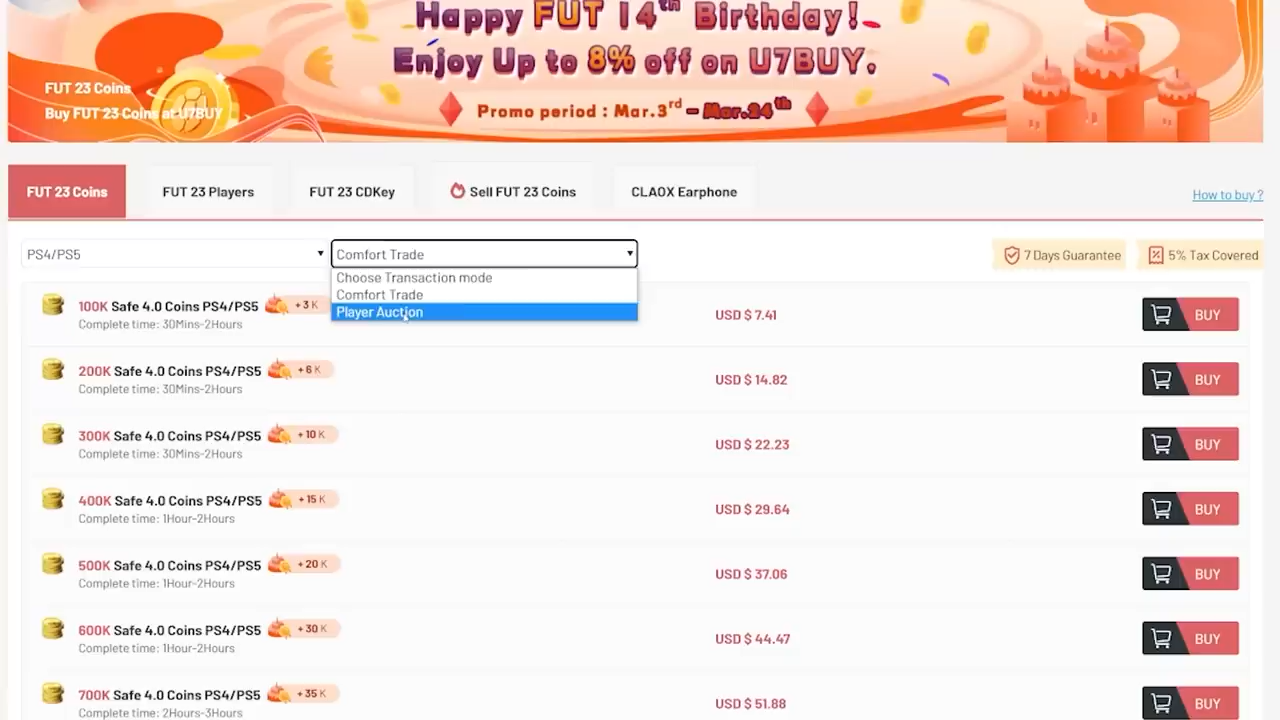 Happy FUT 14th Birthday!
Enjoy Up to 8% off on U7BUY.
Promo period : Mar.3rd - Mar.24th
FUT 23 Coins
Buy FUT 23 Coins at U7BUY
FUT 23 Coins
FUT 23 Players
FUT 23 CDKey
Sell FUT 23 Coins
CLAOX Earphone
How to buy ?
PS4/PS5
Comfort Trade
7 Days Guarantee
5% Tax Covered
Choose Transaction mode
Comfort Trade
Player Auction
100K Safe 4.0 Coins PS4/PS5 +3 K
Complete time: 30Mins-2Hours
USD $ 7.41
BUY
200K Safe 4.0 Coins PS4/PS5 +6 K
Complete time: 30Mins-2Hours
USD $ 14.82
BUY
300K Safe 4.0 Coins PS4/PS5 +10 K
Complete time: 30Mins-2Hours
USD $ 22.23
BUY
400K Safe 4.0 Coins PS4/PS5 +15 K
Complete time: 1Hour-2Hours
USD $ 29.64
BUY
500K Safe 4.0 Coins PS4/PS5 +20 K
Complete time: 1Hour-2Hours
USD $ 37.06
BUY
600K Safe 4.0 Coins PS4/PS5 +30 K
Complete time: 1Hour-2Hours
USD $ 44.47
BUY
700K Safe 4.0 Coins PS4/PS5 +35 K
Complete time: 2Hours-3Hours
USD $ 51.88
BUY